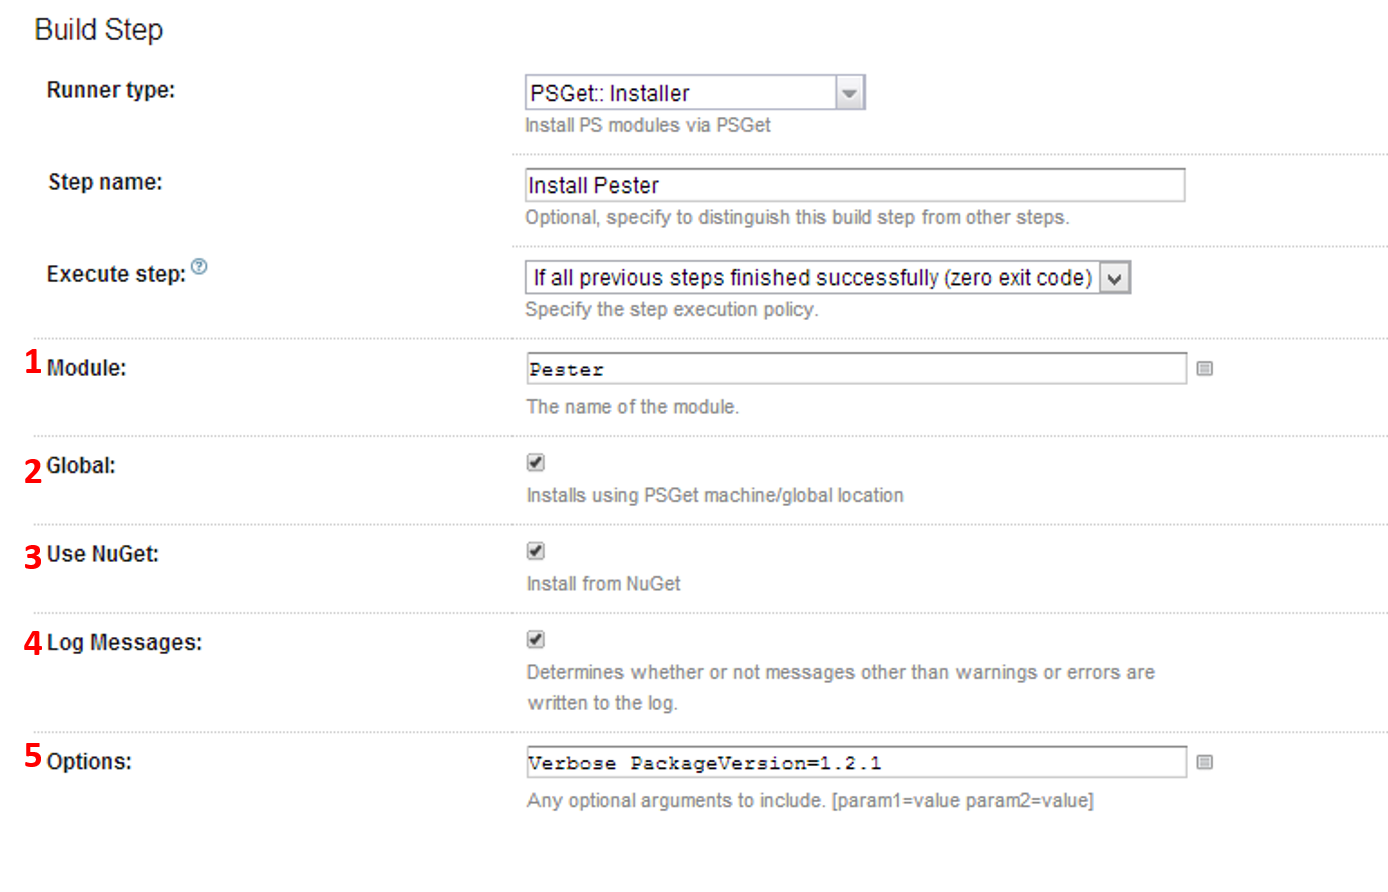 Build Step
Runner type:
PSGet:: Installer
Install PS modules via PSGet
Step name:
Install Pester
Optional, specify to distinguish this build step from other steps.
Execute step: ?
If all previous steps finished successfully (zero exit code)
Specify the step execution policy.
1 Module:
Pester
The name of the module.
2 Global:
Installs using PSGet machine/global location
3 Use NuGet:
Install from NuGet
4 Log Messages:
Determines whether or not messages other than warnings or errors are
written to the log.
5 Options:
Verbose PackageVersion=1.2.1
Any optional arguments to include. [param1=value param2=value]